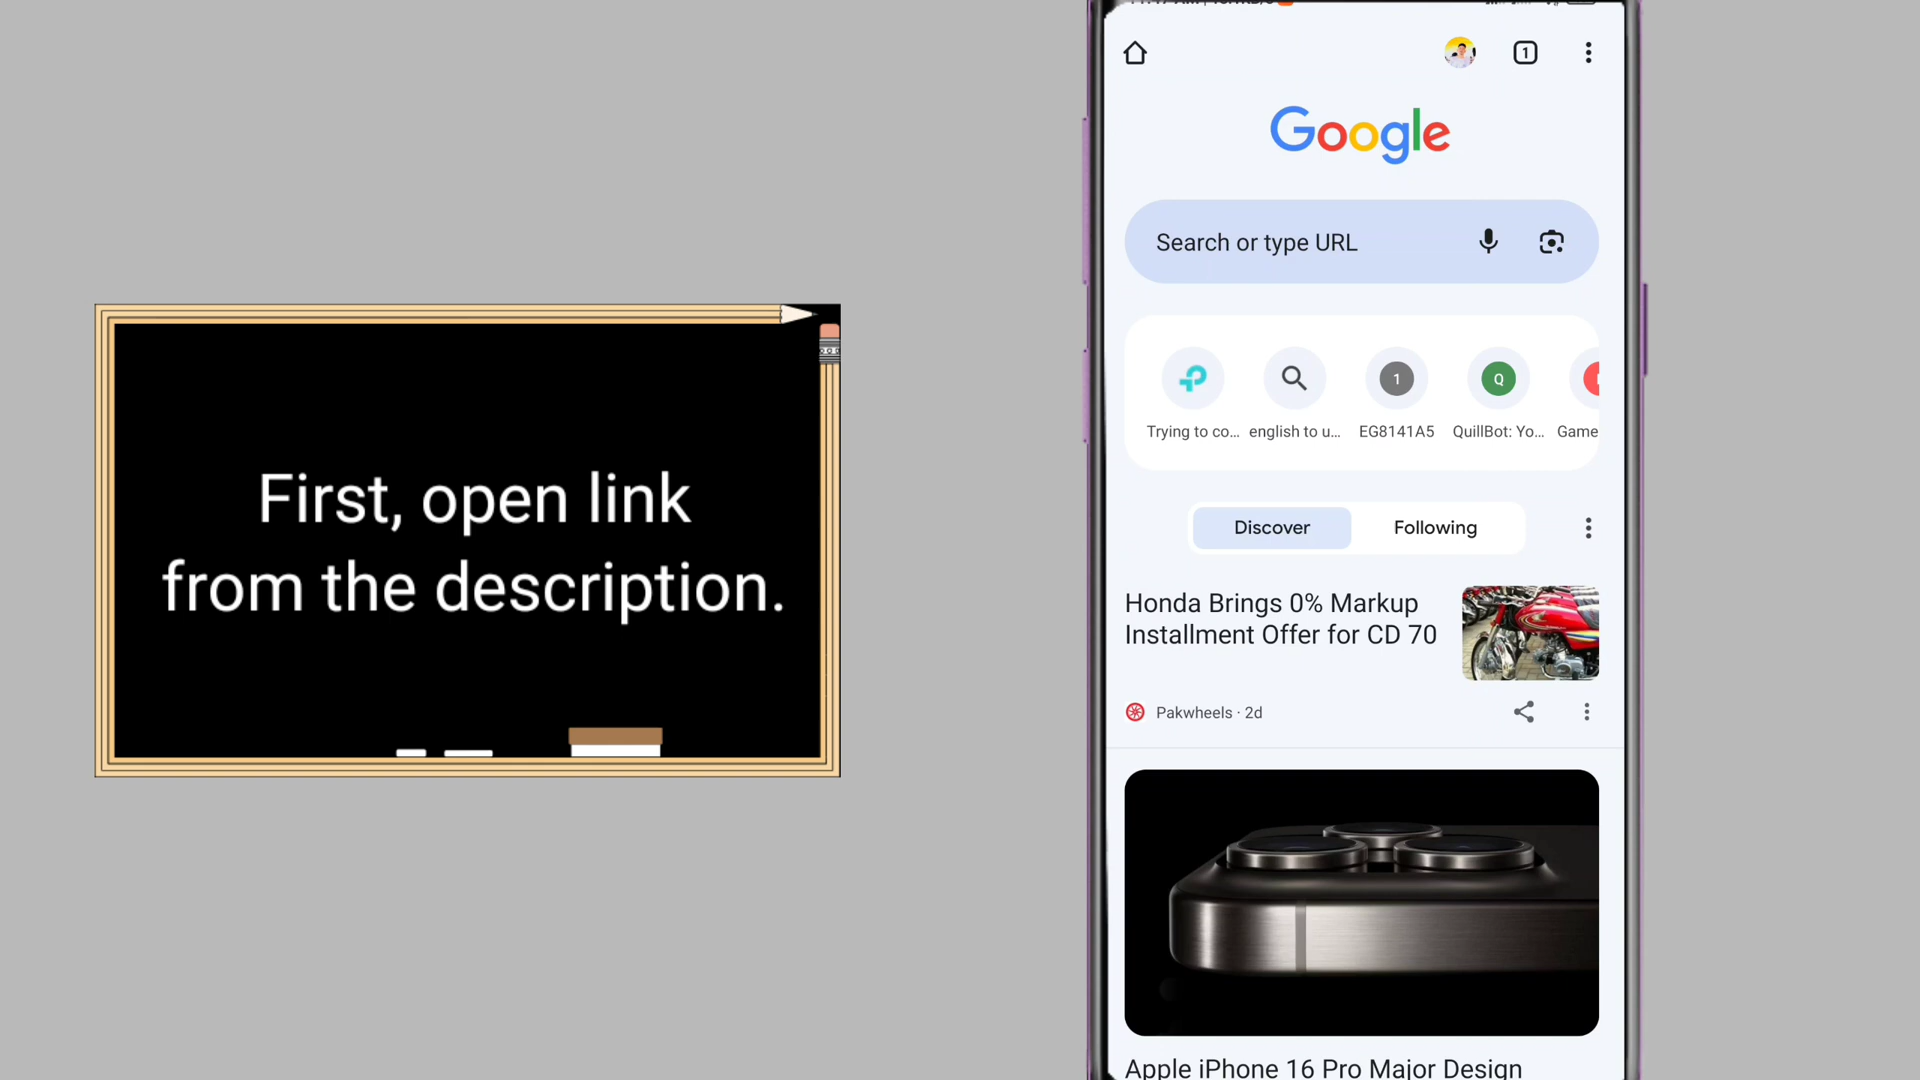 First, open link
from the description.
1
Google
Search or type URL
1
Q
Trying to co...
english to u...
EG8141A5
QuillBot: Yo...
Game
Discover
Following
Honda Brings 0% Markup
Installment Offer for CD 70
Pakwheels · 2d
Apple iPhone 16 Pro Major Design